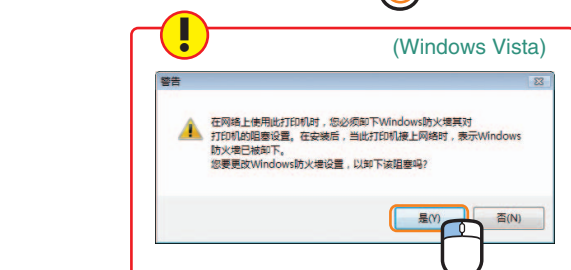 (Windows Vista)
警告
在网络上使用此打印机时，您必须卸下Windows防火墙其对
打印机的阻塞设置。在安装后，当此打印机接上网络时，表示Windows
防火墙已被卸下。
您要更改Windows防火墙设置，以卸下该阻塞吗?
是(Y)
否(N)